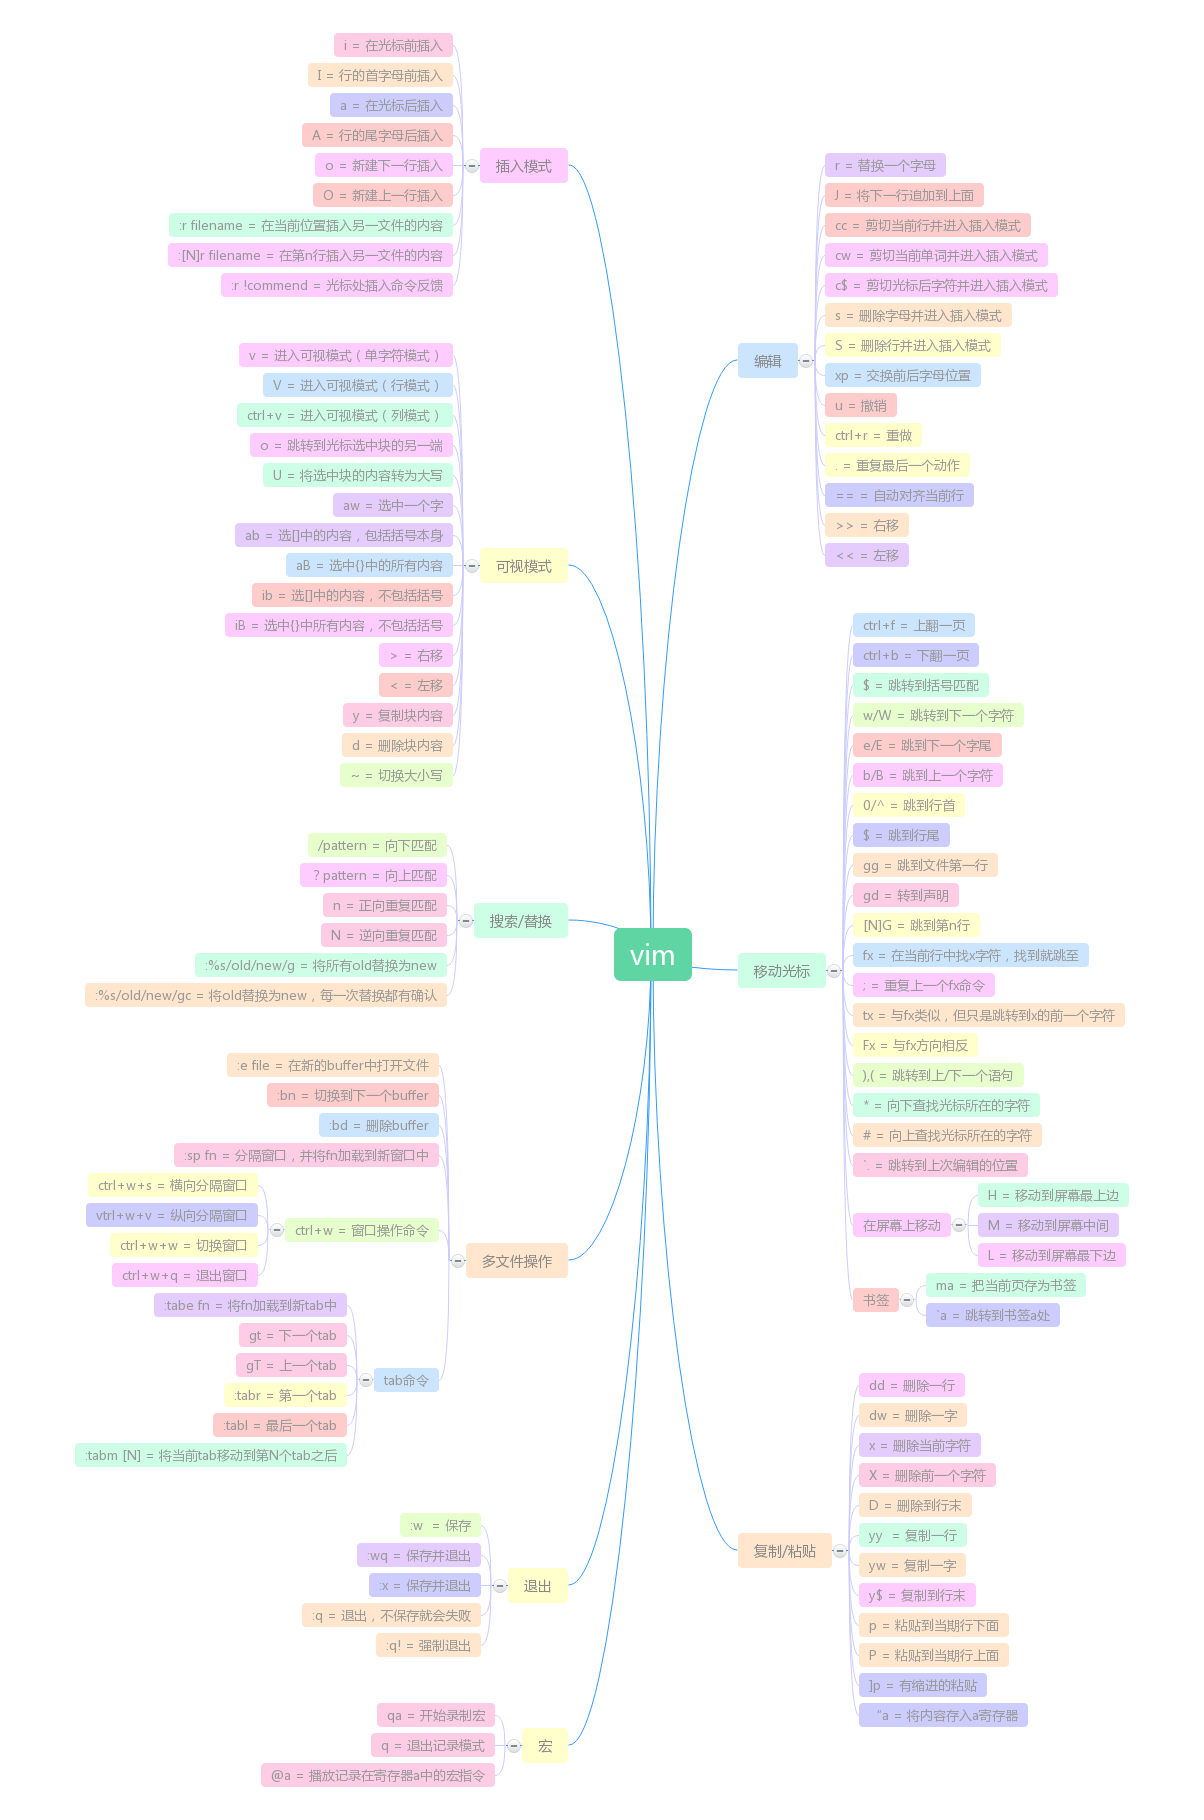 vim
插入模式
i = 在光标前插入
I = 行的首字母前插入
a = 在光标后插入
A = 行的尾字母后插入
o = 新建下一行插入
O = 新建上一行插入
:r filename = 在当前位置插入另一文件的内容
:[N]r filename = 在第n行插入另一文件的内容
:r !commend = 光标处插入命令反馈
可视模式
v = 进入可视模式（单字符模式）
V = 进入可视模式（行模式）
ctrl+v = 进入可视模式（列模式）
o = 跳转到光标选中块的另一端
U = 将选中块的内容转为大写
aw = 选中一个字
ab = 选[]中的内容，包括括号本身
aB = 选中{}中的所有内容
ib = 选[]中的内容，不包括括号
iB = 选中{}中所有内容，不包括括号
> = 右移
< = 左移
y = 复制块内容
d = 删除块内容
~ = 切换大小写
搜索/替换
/pattern = 向下匹配
？pattern = 向上匹配
n = 正向重复匹配
N = 逆向重复匹配
:%s/old/new/g = 将所有old替换为new
:%s/old/new/gc = 将old替换为new，每一次替换都有确认
多文件操作
:e file = 在新的buffer中打开文件
:bn = 切换到下一个buffer
:bd = 删除buffer
:sp fn = 分隔窗口，并将fn加载到新窗口中
ctrl+w = 窗口操作命令
ctrl+w+s = 横向分隔窗口
vtrl+w+v = 纵向分隔窗口
ctrl+w+w = 切换窗口
ctrl+w+q = 退出窗口
tab命令
:tabe fn = 将fn加载到新tab中
gt = 下一个tab
gT = 上一个tab
:tabr = 第一个tab
:tabl = 最后一个tab
:tabm [N] = 将当前tab移动到第N个tab之后
退出
:w  = 保存
:wq = 保存并退出
:x = 保存并退出
:q = 退出，不保存就会失败
:q! = 强制退出
宏
qa = 开始录制宏
q = 退出记录模式
@a = 播放记录在寄存器a中的宏指令
编辑
r = 替换一个字母
J = 将下一行追加到上面
cc = 剪切当前行并进入插入模式
cw = 剪切当前单词并进入插入模式
c$ = 剪切光标后字符并进入插入模式
s = 删除字母并进入插入模式
S = 删除行并进入插入模式
xp = 交换前后字母位置
u = 撤销
ctrl+r = 重做
. = 重复最后一个动作
== = 自动对齐当前行
>> = 右移
<< = 左移
移动光标
ctrl+f = 上翻一页
ctrl+b = 下翻一页
$ = 跳转到括号匹配
w/W = 跳转到下一个字符
e/E = 跳到下一个字尾
b/B = 跳到上一个字符
0/^ = 跳到行首
$ = 跳到行尾
gg = 跳到文件第一行
gd = 转到声明
[N]G = 跳到第n行
fx = 在当前行中找x字符，找到就跳至
; = 重复上一个fx命令
tx = 与fx类似，但只是跳转到x的前一个字符
Fx = 与fx方向相反
),( = 跳转到上/下一个语句
* = 向下查找光标所在的字符
# = 向上查找光标所在的字符
`. = 跳转到上次编辑的位置
在屏幕上移动
H = 移动到屏幕最上边
M = 移动到屏幕中间
L = 移动到屏幕最下边
书签
ma = 把当前页存为书签
`a = 跳转到书签a处
复制/粘贴
dd = 删除一行
dw = 删除一字
x = 删除当前字符
X = 删除前一个字符
D = 删除到行末
yy  = 复制一行
yw = 复制一字
y$ = 复制到行末
p = 粘贴到当期行下面
P = 粘贴到当期行上面
]p = 有缩进的粘贴
“a = 将内容存入a寄存器